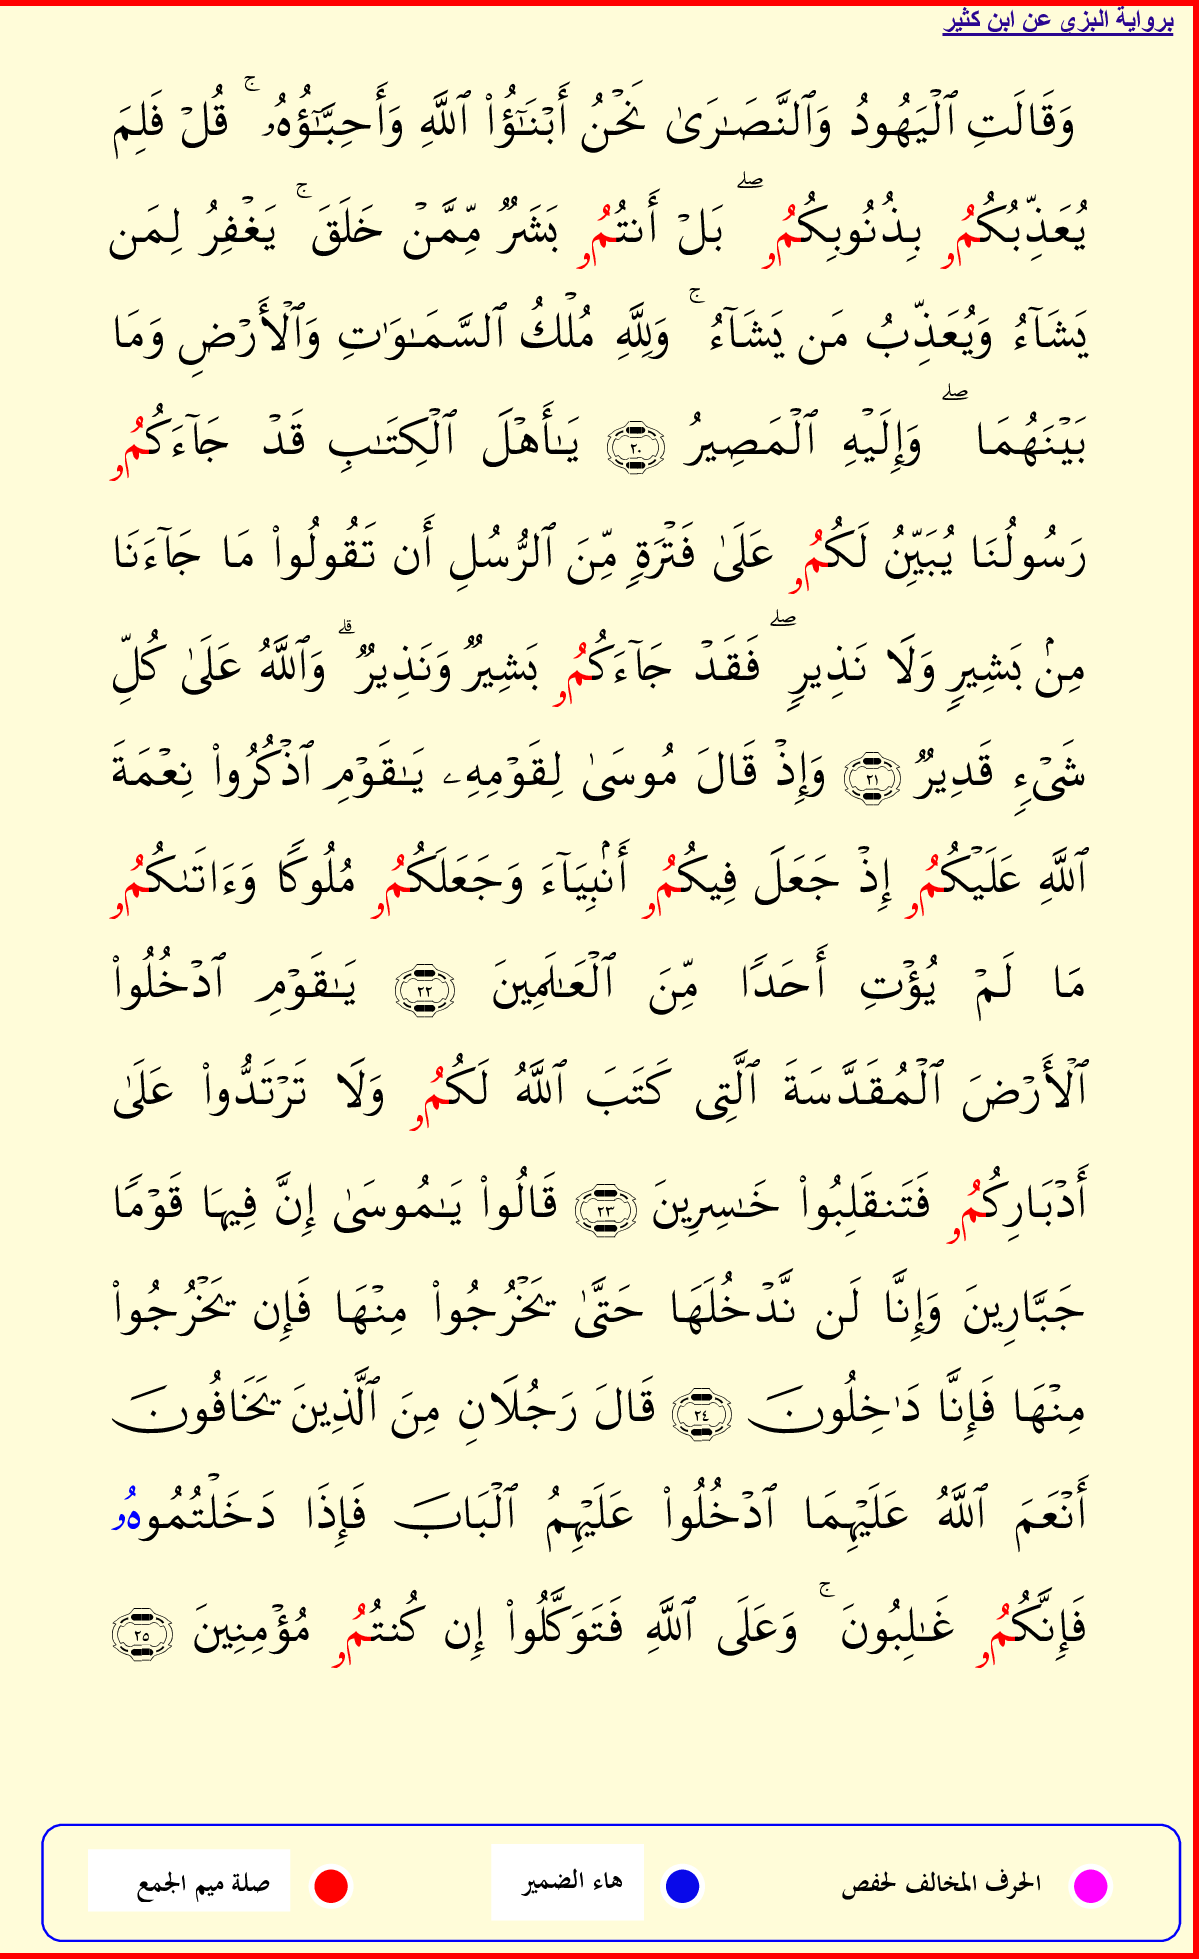 برواية البزي عن ابن كثير
وَقَالَتِ ٱلۡيَهُودُ وَٱلنَّصَـٰرَىٰ نَحۡنُ أَبۡنَـٰٓؤُاْ ٱللَّهِ وَأَحِبَّـٰٓؤُهُۥ ۚ قُلۡ فَلِمَ
يُعَذِّبُكُمُۥ بِذُنُوبِكُمُۥ ۖ بَلۡ أَنتُمُۥ بَشَرٌ مِّمَّنۡ خَلَقَ ۚ يَغۡفِرُ لِمَن
يَشَآءُ وَيُعَذِّبُ مَن يَشَآءُ ۚ وَلِلَّهِ مُلۡكُ ٱلسَّمَـٰوَٰتِ وَٱلۡأَرۡضِ وَمَا
بَيۡنَهُمَا ۖ وَإِلَيۡهِ ٱلۡمَصِيرُ ٢٠ يَـٰٓأَهۡلَ ٱلۡكِتَـٰبِ قَدۡ جَآءَكُمُۥ
رَسُولُنَا يُبَيِّنُ لَكُمُۥ عَلَىٰ فَتۡرَةٍ مِّنَ ٱلرُّسُلِ أَن تَقُولُواْ مَا جَآءَنَا
مِنۢ بَشِيرٍ وَلَا نَذِيرٍ ۖ فَقَدۡ جَآءَكُمُۥ بَشِيرٌ وَنَذِيرٌ ۗ وَٱللَّهُ عَلَىٰ كُلِّ
شَىۡءٍ قَدِيرٌ ٢١ وَإِذۡ قَالَ مُوسَىٰ لِقَوۡمِهِۦ يَـٰقَوۡمِ ٱذۡكُرُواْ نِعۡمَةَ
ٱللَّهِ عَلَيۡكُمُۥ إِذۡ جَعَلَ فِيكُمُۥ أَنۢبِيَآءَ وَجَعَلَكُمُۥ مُلُوكًا وَءَاتَىٰكُمُۥ
مَا لَمۡ يُؤۡتِ أَحَدًا مِّنَ ٱلۡعَـٰلَمِينَ ٢٢ يَـٰقَوۡمِ ٱدۡخُلُواْ
ٱلۡأَرۡضَ ٱلۡمُقَدَّسَةَ ٱلَّتِى كَتَبَ ٱللَّهُ لَكُمُۥ وَلَا تَرۡتَدُّواْ عَلَىٰٓ
أَدۡبَارِكُمُۥ فَتَنقَلِبُواْ خَـٰسِرِينَ ٢٣ قَالُواْ يَـٰمُوسَىٰٓ إِنَّ فِيهَا قَوۡمًا
جَبَّارِينَ وَإِنَّا لَن نَّدۡخُلَهَا حَتَّىٰ يَخۡرُجُواْ مِنۡهَا فَإِن يَخۡرُجُواْ
مِنۡهَا فَإِنَّا دَٰخِلُونَ ٢٤ قَالَ رَجُلَانِ مِنَ ٱلَّذِينَ يَخَافُونَ
أَنۡعَمَ ٱللَّهُ عَلَيۡهِمَا ٱدۡخُلُواْ عَلَيۡهِمُ ٱلۡبَابَ فَإِذَا دَخَلۡتُمُوهُۥ
فَإِنَّكُمُۥ غَـٰلِبُونَ ۚ وَعَلَى ٱللَّهِ فَتَوَكَّلُوٓاْ إِن كُنتُمُۥ مُؤۡمِنِينَ ٢٥
الحرف المخالف لحفص هاء الضمير صلة ميم الجمع